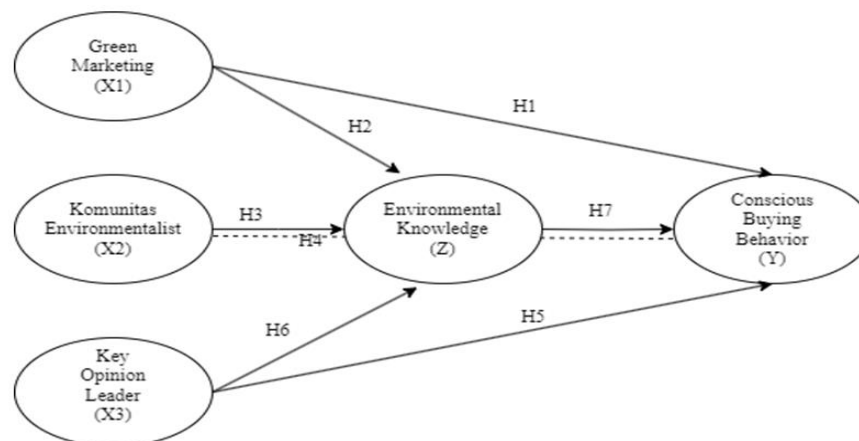 Green
Marketing
(X1)
H1
H2
Komunitas
Environmentalist
(X2)
H3
H4
Environmental
Knowledge
(Z)
H7
Conscious
Buying
Behavior
(Y)
Key
Opinion
Leader
(X3)
H6
H5